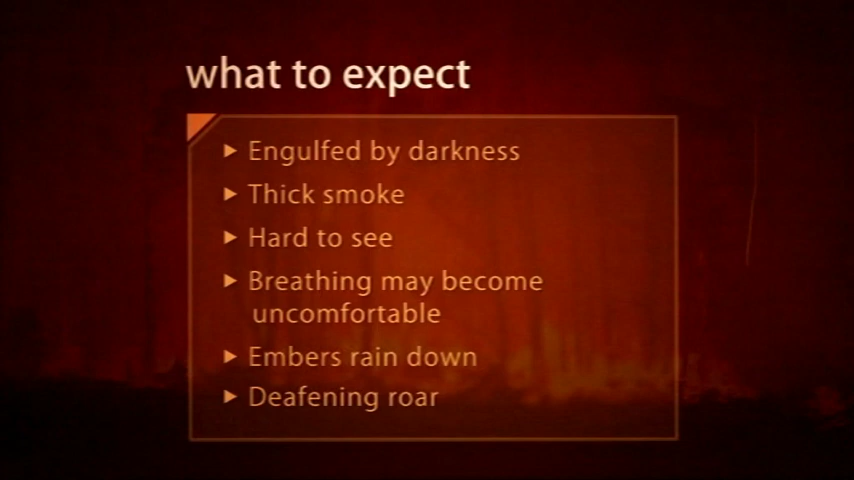 what to expect
Engulfed by darkness
Thick smoke
Hard to see
Breathing may become
uncomfortable
Embers rain down
Deafening roar